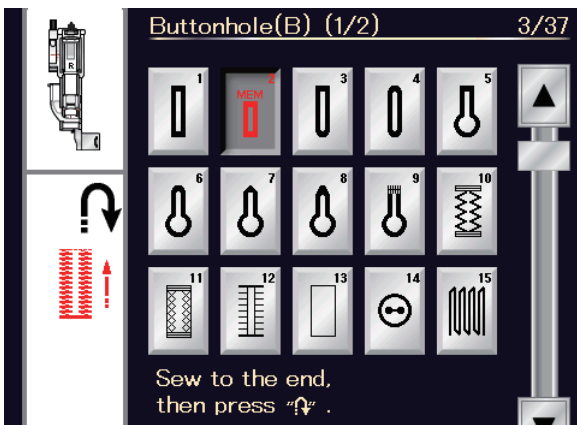 Buttonhole(B) (1/2) 3/37
R
1 2 3 4 5
MEM
6 7 8 9 10
11 12 13 14 15
Sew to the end,
then press "↷" .